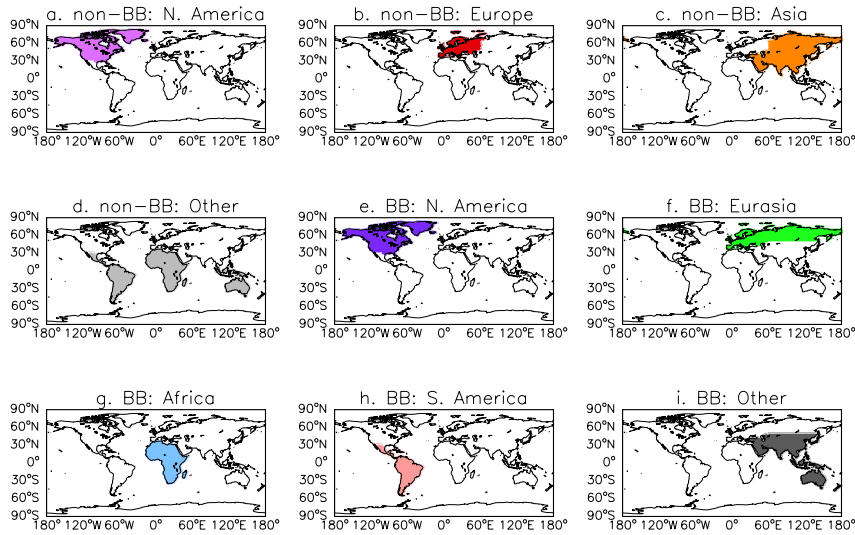 a. non−BB: N. America
b. non−BB: Europe
c. non−BB: Asia
90°N
60°N
30°N
0°
30°S
60°S
90°S
180° 120°W 60°W 0° 60°E 120°E 180°
90°N
60°N
30°N
0°
30°S
60°S
90°S
180° 120°W 60°W 0° 60°E 120°E 180°
90°N
60°N
30°N
0°
30°S
60°S
90°S
180° 120°W 60°W 0° 60°E 120°E 180°
d. non−BB: Other
e. BB: N. America
f. BB: Eurasia
90°N
60°N
30°N
0°
30°S
60°S
90°S
180° 120°W 60°W 0° 60°E 120°E 180°
90°N
60°N
30°N
0°
30°S
60°S
90°S
180° 120°W 60°W 0° 60°E 120°E 180°
90°N
60°N
30°N
0°
30°S
60°S
90°S
180° 120°W 60°W 0° 60°E 120°E 180°
g. BB: Africa
h. BB: S. America
i. BB: Other
90°N
60°N
30°N
0°
30°S
60°S
90°S
180° 120°W 60°W 0° 60°E 120°E 180°
90°N
60°N
30°N
0°
30°S
60°S
90°S
180° 120°W 60°W 0° 60°E 120°E 180°
90°N
60°N
30°N
0°
30°S
60°S
90°S
180° 120°W 60°W 0° 60°E 120°E 180°